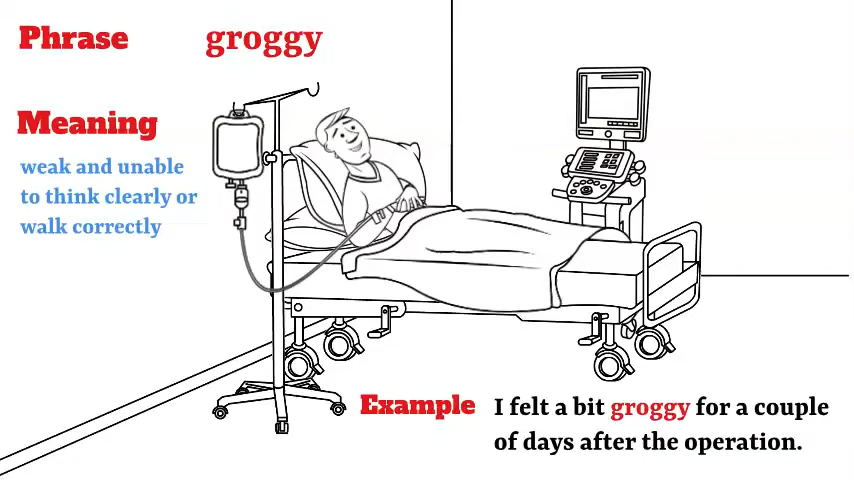 Phrase groggy
Meaning
weak and unable
to think clearly or
walk correctly
Example I felt a bit groggy for a couple
of days after the operation.